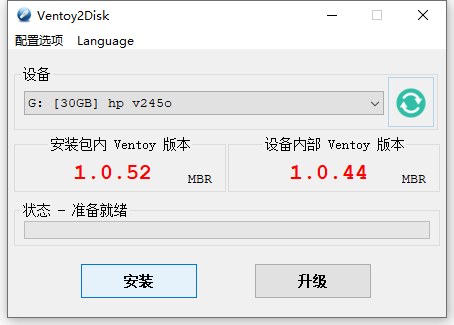 Ventoy2Disk
配置选项 Language
设备
G: [30GB] hp v245o
安装包内 Ventoy 版本 设备内部 Ventoy 版本
1.0.52 MBR 1.0.44 MBR
状态 - 准备就绪
安装 升级